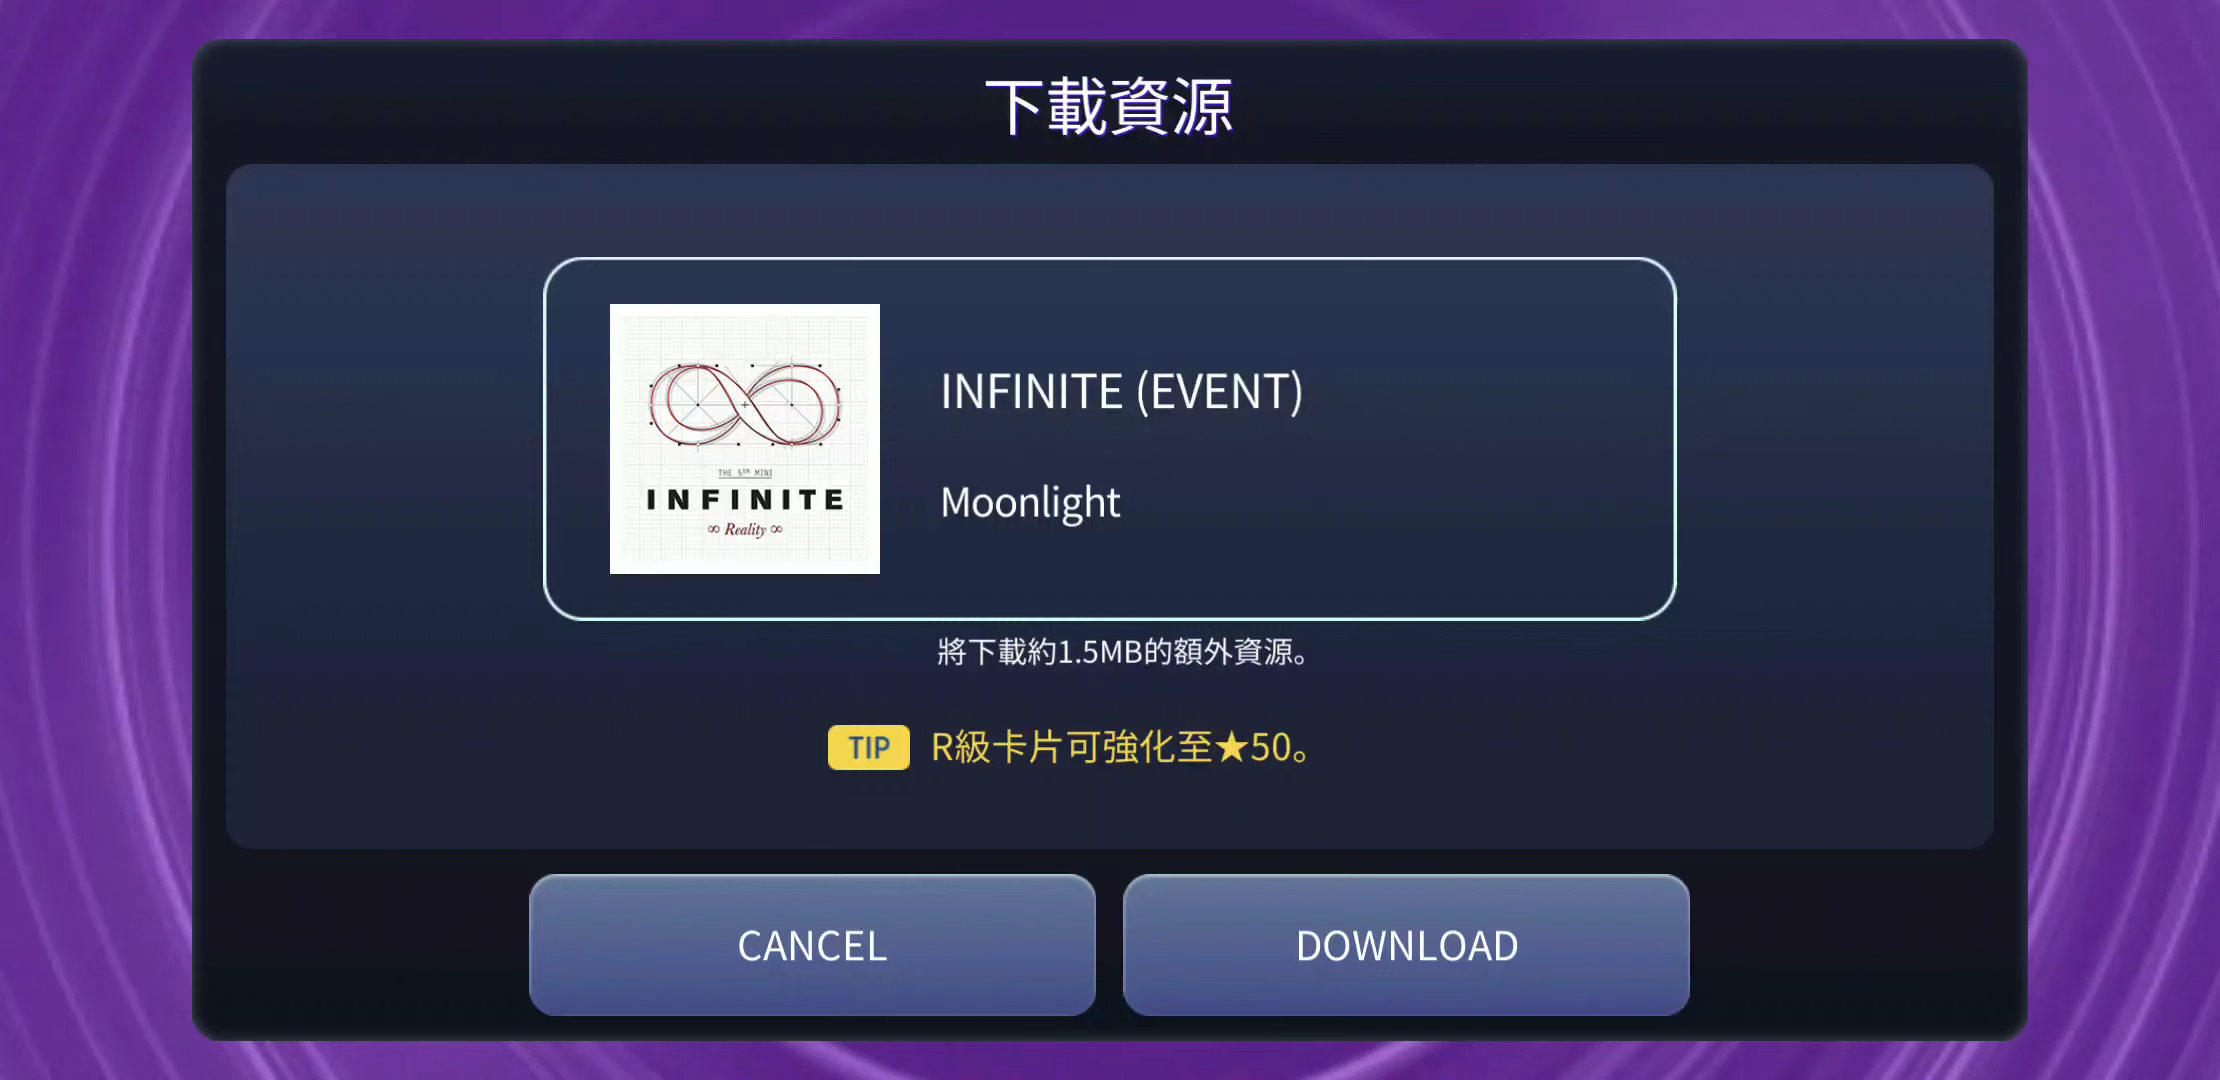 下載資源
THE 5th MINI
INFINITE
∞ Reality ∞
INFINITE (EVENT)
Moonlight
將下載約1.5MB的額外資源。
TIP R級卡片可強化至★50。
CANCEL
DOWNLOAD